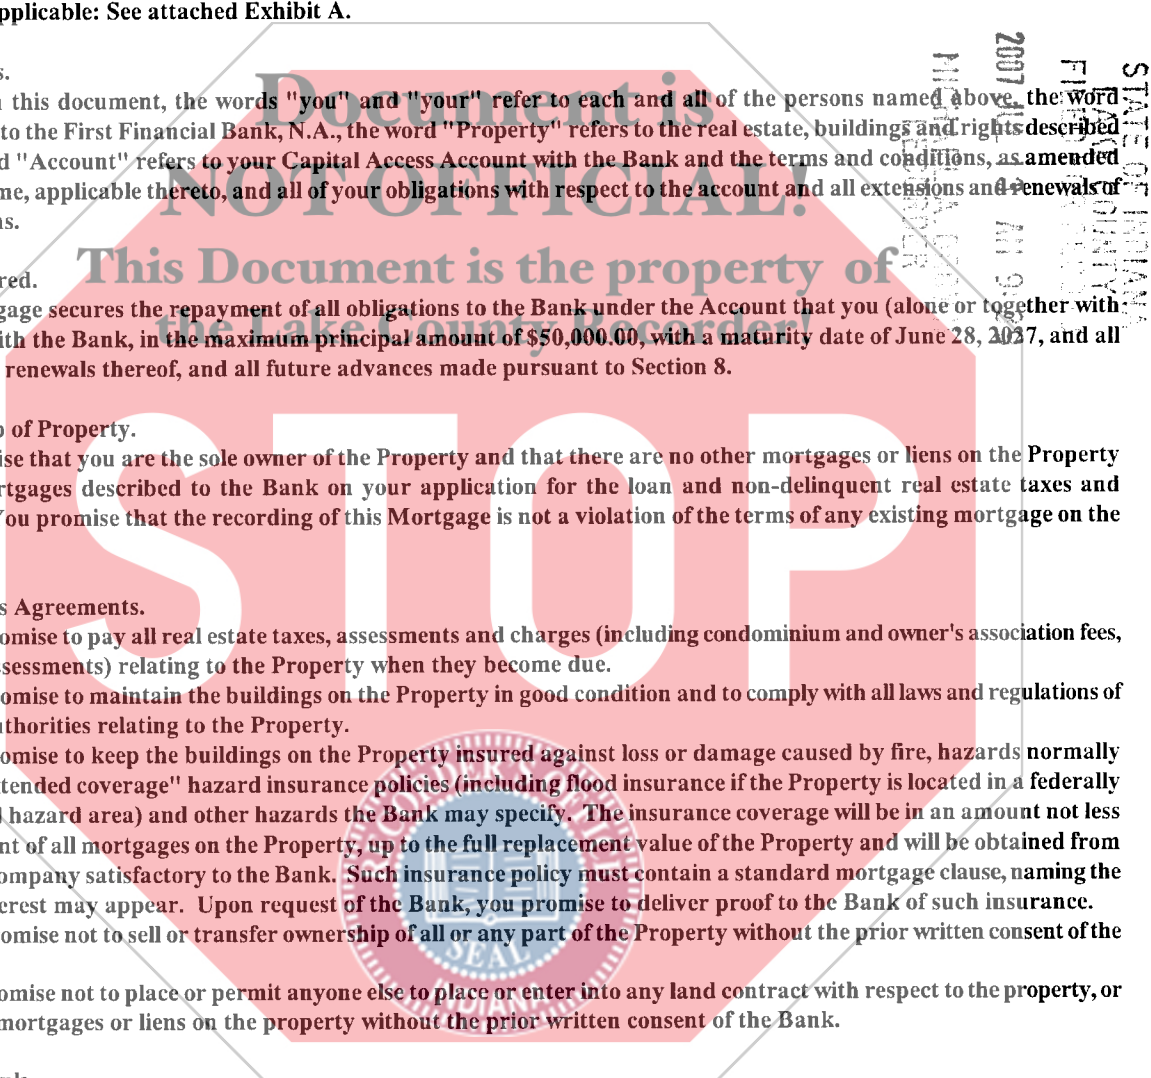 pplicable: See attached Exhibit A.
s.
this document, the words "you" and "your" refer to each and all of the persons named above, the word
to the First Financial Bank, N.A., the word "Property" refers to the real estate, buildings and rights described
d "Account" refers to your Capital Access Account with the Bank and the terms and conditions, as amended
me, applicable thereto, and all of your obligations with respect to the account and all extensions and renewals of
ns.
red.
gage secures the repayment of all obligations to the Bank under the Account that you (alone or together with
ith the Bank, in the maximum principal amount of $50,000.00, with a maturity date of June 28, 2027, and all
renewals thereof, and all future advances made pursuant to Section 8.
p of Property.
ise that you are the sole owner of the Property and that there are no other mortgages or liens on the Property
rtgages described to the Bank on your application for the loan and non-delinquent real estate taxes and
You promise that the recording of this Mortgage is not a violation of the terms of any existing mortgage on the
s Agreements.
omise to pay all real estate taxes, assessments and charges (including condominium and owner's association fees,
ssessments) relating to the Property when they become due.
omise to maintain the buildings on the Property in good condition and to comply with all laws and regulations of
uthorities relating to the Property.
omise to keep the buildings on the Property insured against loss or damage caused by fire, hazards normally
tended coverage" hazard insurance policies (including flood insurance if the Property is located in a federally
hazard area) and other hazards the Bank may specify. The insurance coverage will be in an amount not less
nt of all mortgages on the Property, up to the full replacement value of the Property and will be obtained from
ompany satisfactory to the Bank. Such insurance policy must contain a standard mortgage clause, naming the
erest may appear. Upon request of the Bank, you promise to deliver proof to the Bank of such insurance.
omise not to sell or transfer ownership of all or any part of the Property without the prior written consent of the
omise not to place or permit anyone else to place or enter into any land contract with respect to the property, or
mortgages or liens on the property without the prior written consent of the Bank.
Document is
NOT OFFICIAL!
This Document is the property of
the Lake County Recorder!
STOP
RECORDER'S OFFICE
SEAL
INDIANA
STATE OF INDIANA
2007